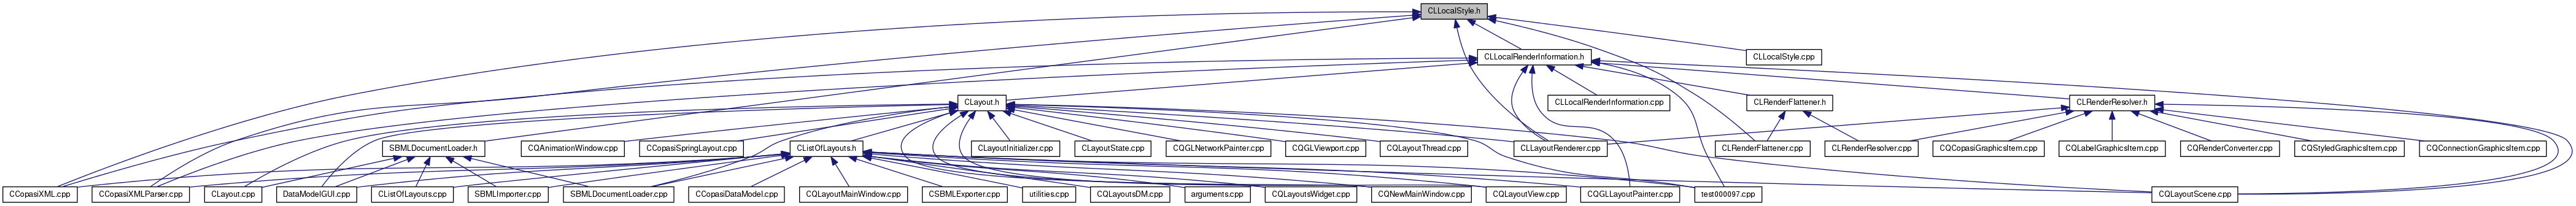 CLLocalStyle.h
CLLocalRenderInformation.h
CLLocalStyle.cpp
CLayout.h
CLLocalRenderInformation.cpp
CLRenderFlattener.h
CLRenderResolver.h
SBMLDocumentLoader.h
CQAnimationWindow.cpp
CCopasiSpringLayout.cpp
CListOfLayouts.h
CLayoutInitializer.cpp
CLayoutState.cpp
CQGLNetworkPainter.cpp
CQGLViewport.cpp
CQLayoutThread.cpp
CLLayoutRenderer.cpp
CLRenderFlattener.cpp
CLRenderResolver.cpp
CQCopasiGraphicsItem.cpp
CQLabelGraphicsItem.cpp
CQRenderConverter.cpp
CQStyledGraphicsItem.cpp
CQConnectionGraphicsItem.cpp
CCopasiXML.cpp
CCopasiXMLParser.cpp
CLayout.cpp
DataModelGUI.cpp
CListOfLayouts.cpp
SBMLImporter.cpp
SBMLDocumentLoader.cpp
CCopasiDataModel.cpp
CQLayoutMainWindow.cpp
CSBMLExporter.cpp
utilities.cpp
CQLayoutsDM.cpp
arguments.cpp
CQLayoutsWidget.cpp
CQNewMainWindow.cpp
CQLayoutView.cpp
CQGLLayoutPainter.cpp
test000097.cpp
CQLayoutScene.cpp